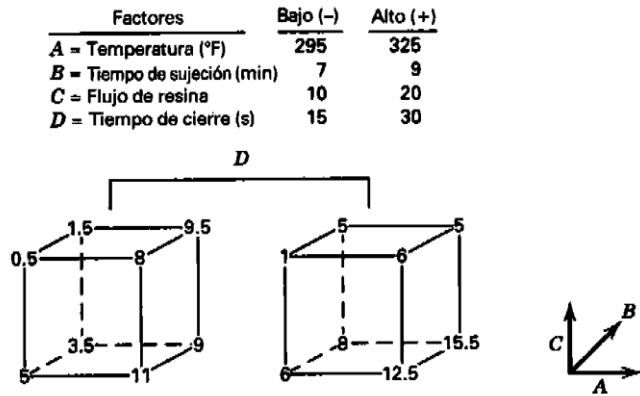 Factores Bajo (−) Alto (+)
A = Temperatura (°F) 295 325
B = Tiempo de sujeción (min) 7 9
C = Flujo de resina 10 20
D = Tiempo de cierre (s) 15 30
D
1.5 9.5 5 5
0.5 8 1 6
B
C
3.5 9 8 15.5
5 11 6 12.5
A